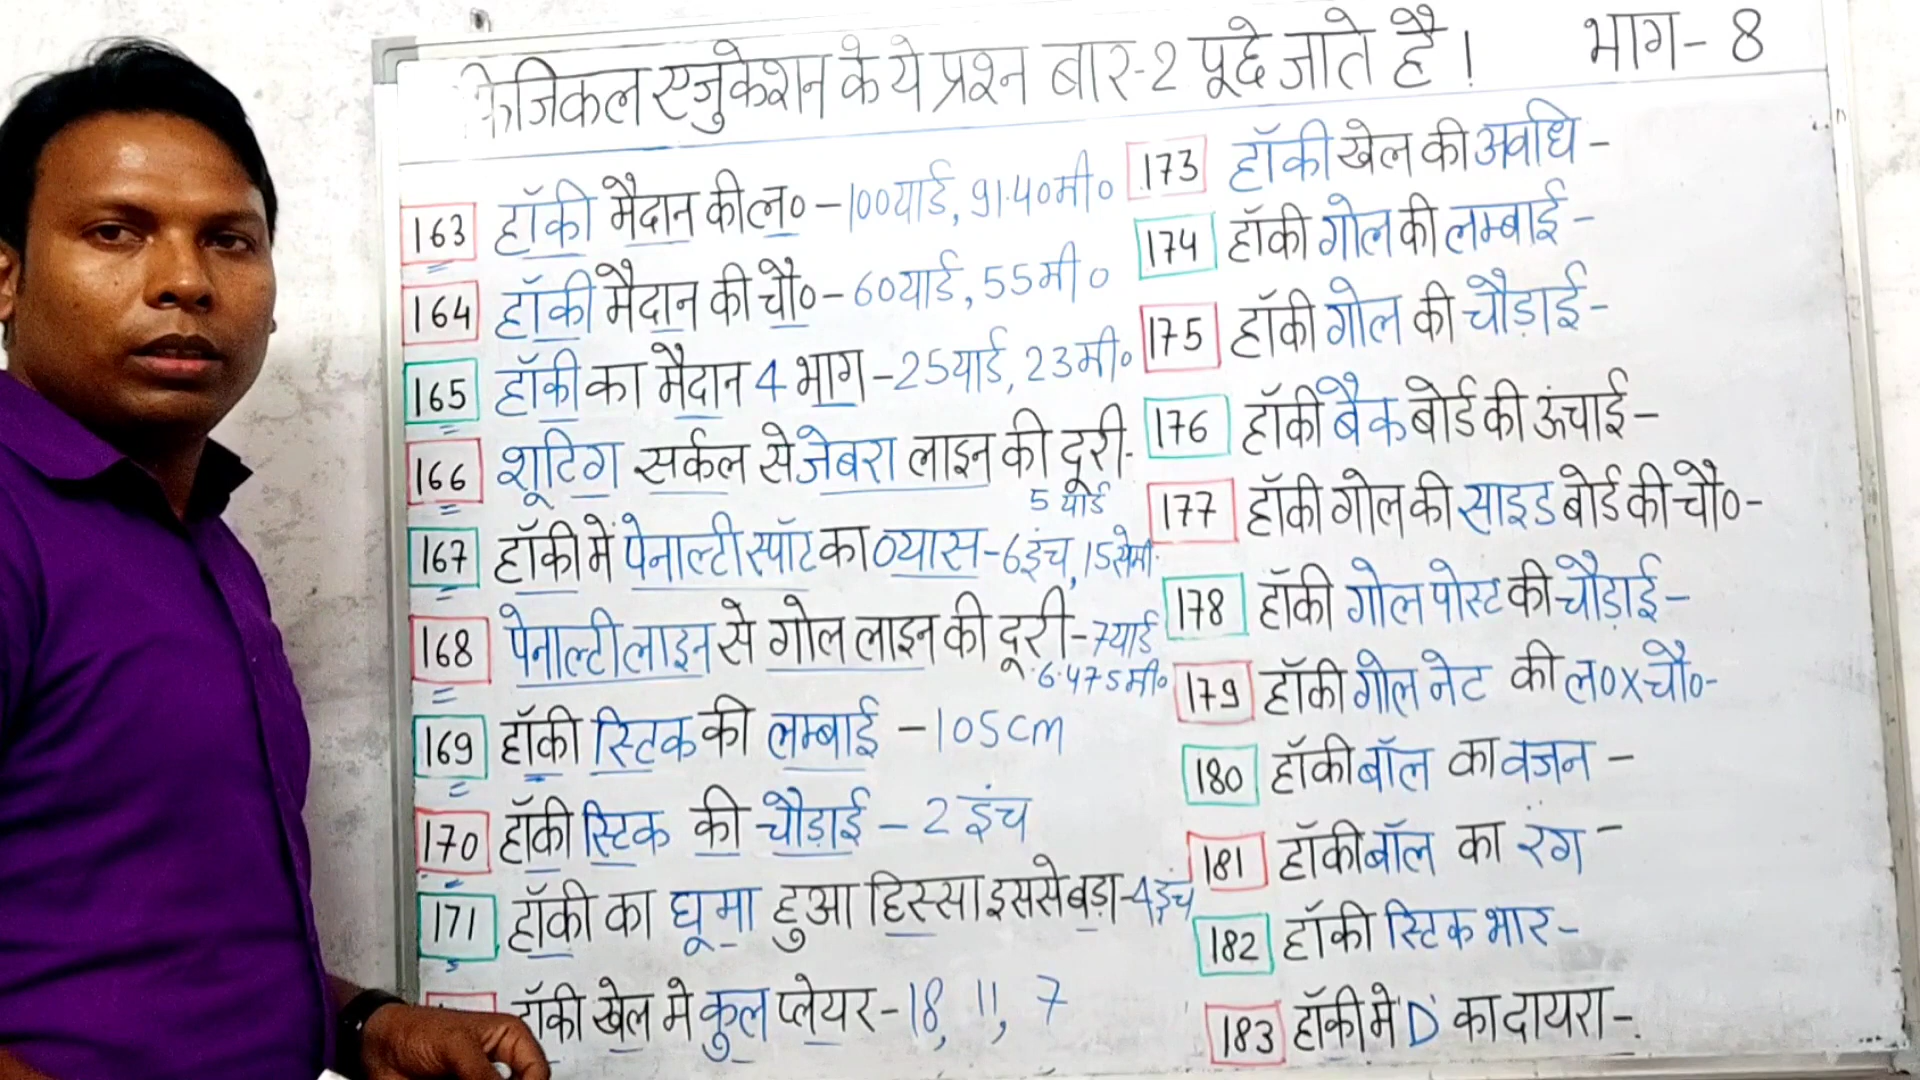 फिजिकल एजुकेशन के ये प्रश्न बार-2 पूछे जाते है। भाग- 8
163 हॉकी मैदान की ल० – 100यार्ड, 91.40मी०
164 हॉकी मैदान की चौ० – 60यार्ड, 55मी०
165 हॉकी का मैदान 4 भाग – 25यार्ड, 23मी०
166 शूटिग सर्कल से जेबरा लाइन की दूरी-
5 यार्ड
167 हॉकी में पेनाल्टी स्पॉट का व्यास – 6इंच, 15सेमी.
168 पेनाल्टी लाइन से गोल लाइन की दूरी – 7यार्ड
6.475मी०
169 हॉकी स्टिक की लम्बाई – 105cm
170 हॉकी स्टिक की चौड़ाई – 2 इंच
171 हॉकी का घूमा हुआ हिस्सा इससे बड़ा-4इंच
हॉकी खेल मे कुल प्लेयर – 18, 11, 7
173 हॉकी खेल की अवधि –
174 हॉकी गोल की लम्बाई –
175 हॉकी गोल की चौड़ाई –
176 हॉकी बैक बोर्ड की ऊंचाई –
177 हॉकी गोल की साइड बोर्ड की चौ० –
178 हॉकी गोल पोस्ट की चौड़ाई –
179 हॉकी गोल नेट की ल०xचौ० -
180 हॉकी बॉल का वजन –
181 हॉकी बॉल का रंग –
182 हॉकी स्टिक भार –
183 हॉकी मे 'D' का दायरा –